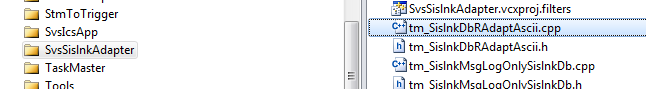 StmToTrigger
SvsIcsApp
SvsSisInkAdapter
TaskMaster
Tools
SvsSisInkAdapter.vcxproj.filters
tm_SisInkDbRAdaptAscii.cpp
tm_SisInkDbRAdaptAscii.h
tm_SisInkMsgLogOnlySisInkDb.cpp
tm_SisInkMsgLogOnlySisInkDb.h